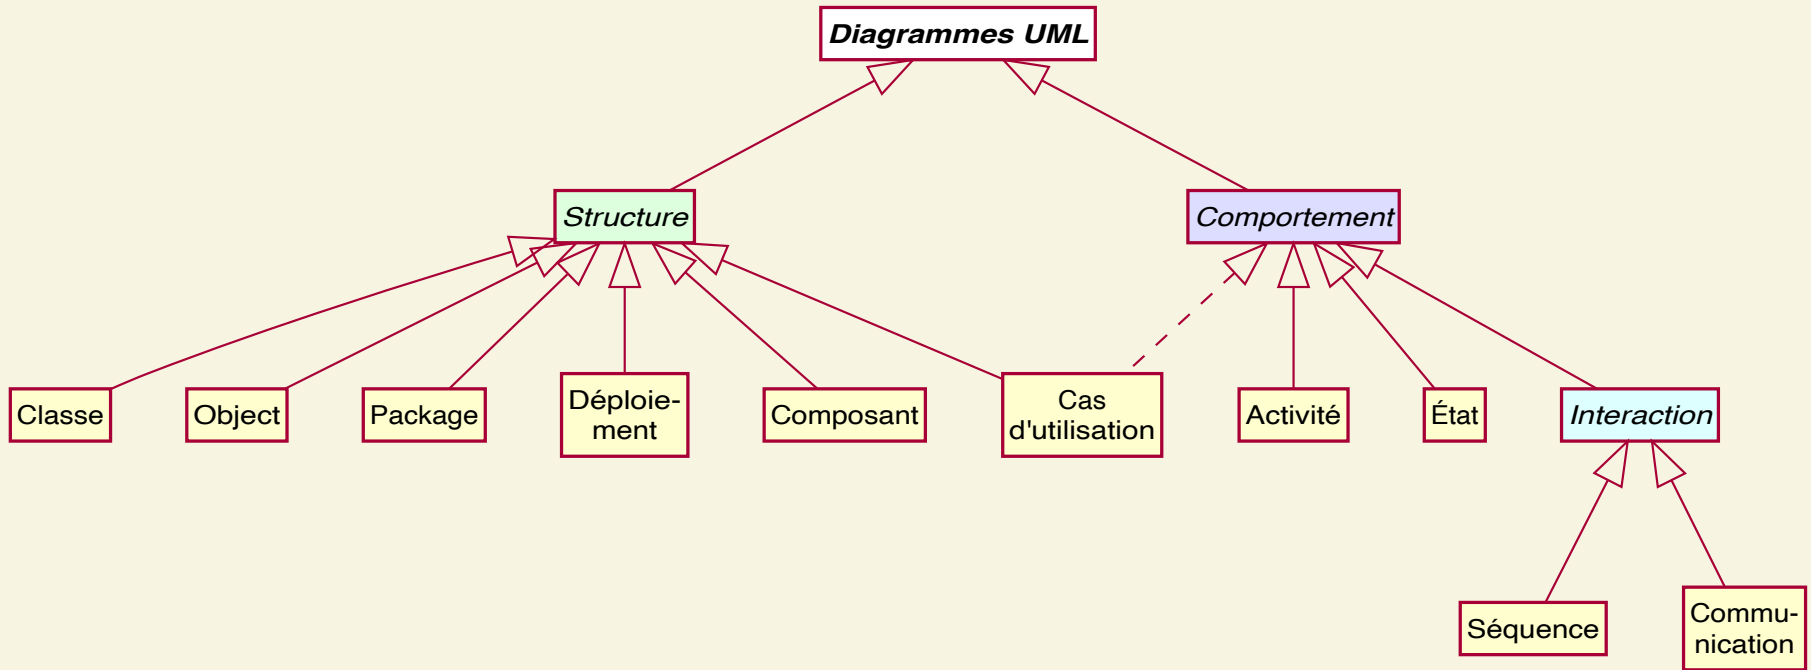 Diagrammes UML
Structure
Comportement
Classe
Object
Package
Déploie-
ment
Composant
Cas
d'utilisation
Activité
État
Interaction
Séquence
Commu-
nication